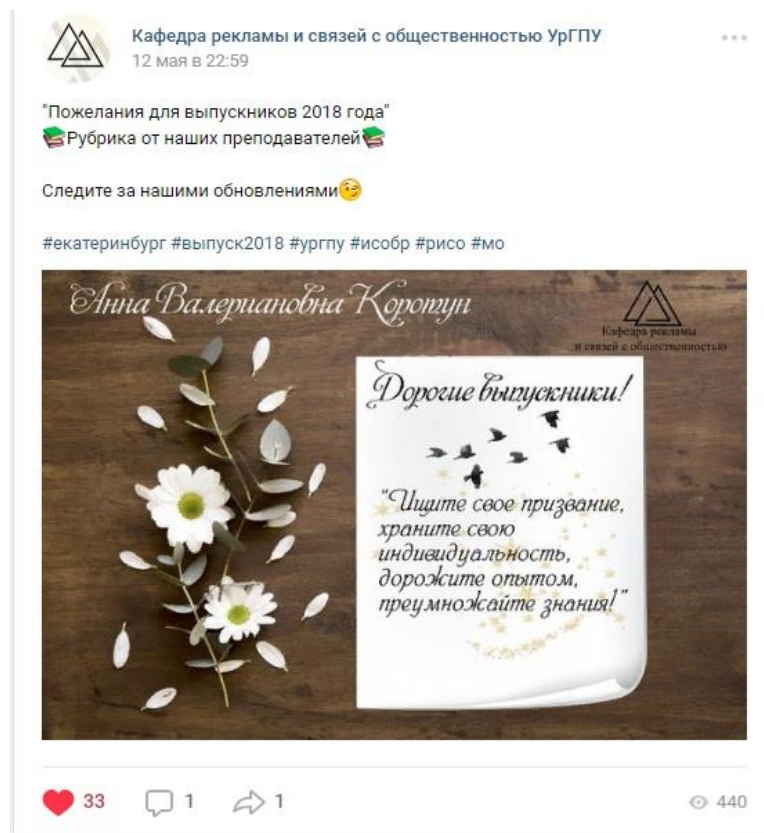 Кафедра рекламы и связей с общественностью УрГПУ
12 мая в 22:59
"Пожелания для выпускников 2018 года"
Рубрика от наших преподавателей
Следите за нашими обновлениями
#екатеринбург #выпуск2018 #ургпу #исобр #рисо #мо
Анна Валериановна Коротун
Кафедра рекламы
и связей с общественностью
Дорогие выпускники!
"Ищите свое призвание,
храните свою
индивидуальность,
дорожите опытом,
преумножайте знания!"
33 1 1 440